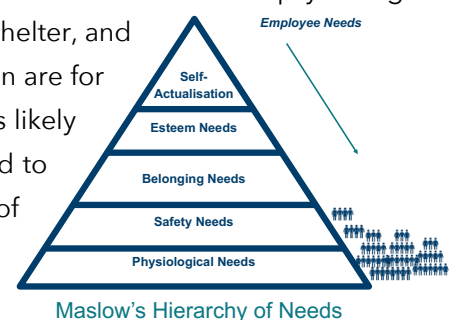 Employee Needs
helter, and
n are for
s likely
d to
of
Self-
Actualisation
Esteem Needs
Belonging Needs
Safety Needs
Physiological Needs
Maslow's Hierarchy of Needs